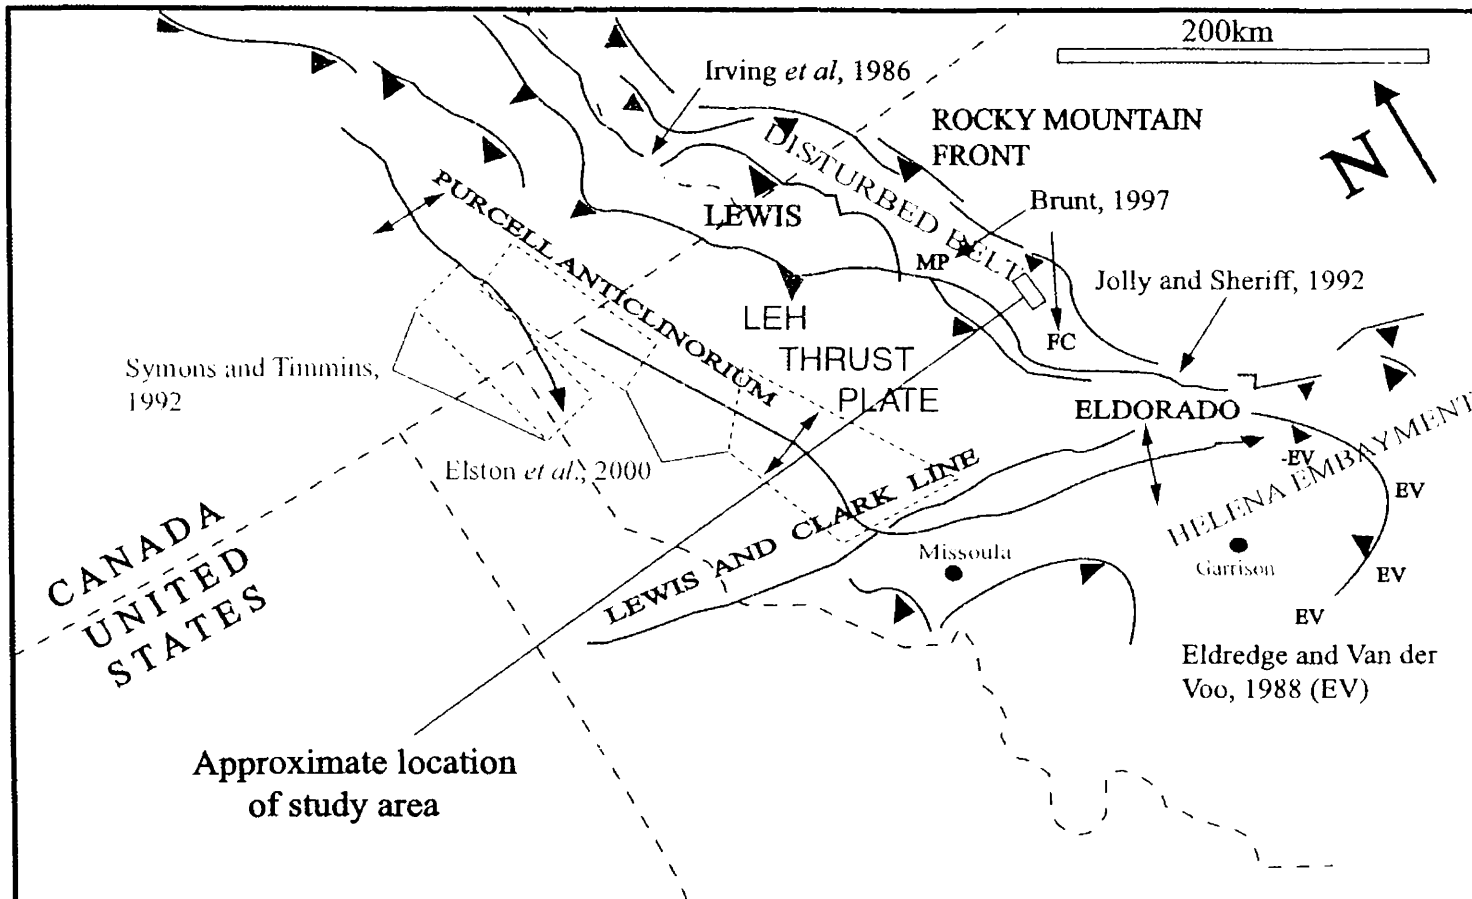 200km
Irving et al, 1986
ROCKY MOUNTAIN
FRONT
N
DISTURBED BELT
Brunt, 1997
PURCELL ANTICLINORIUM
LEWIS
MP
Jolly and Sheriff, 1992
LEH
THRUST
PLATE
FC
Symons and Timmins,
1992
ELDORADO
Elston et al., 2000
-EV
EV
HELENA EMBAYMENT
LEWIS AND CLARK LINE
CANADA
UNITED
STATES
Missoula
Garrison
EV
EV
Eldredge and Van der
Voo, 1988 (EV)
Approximate location
of study area